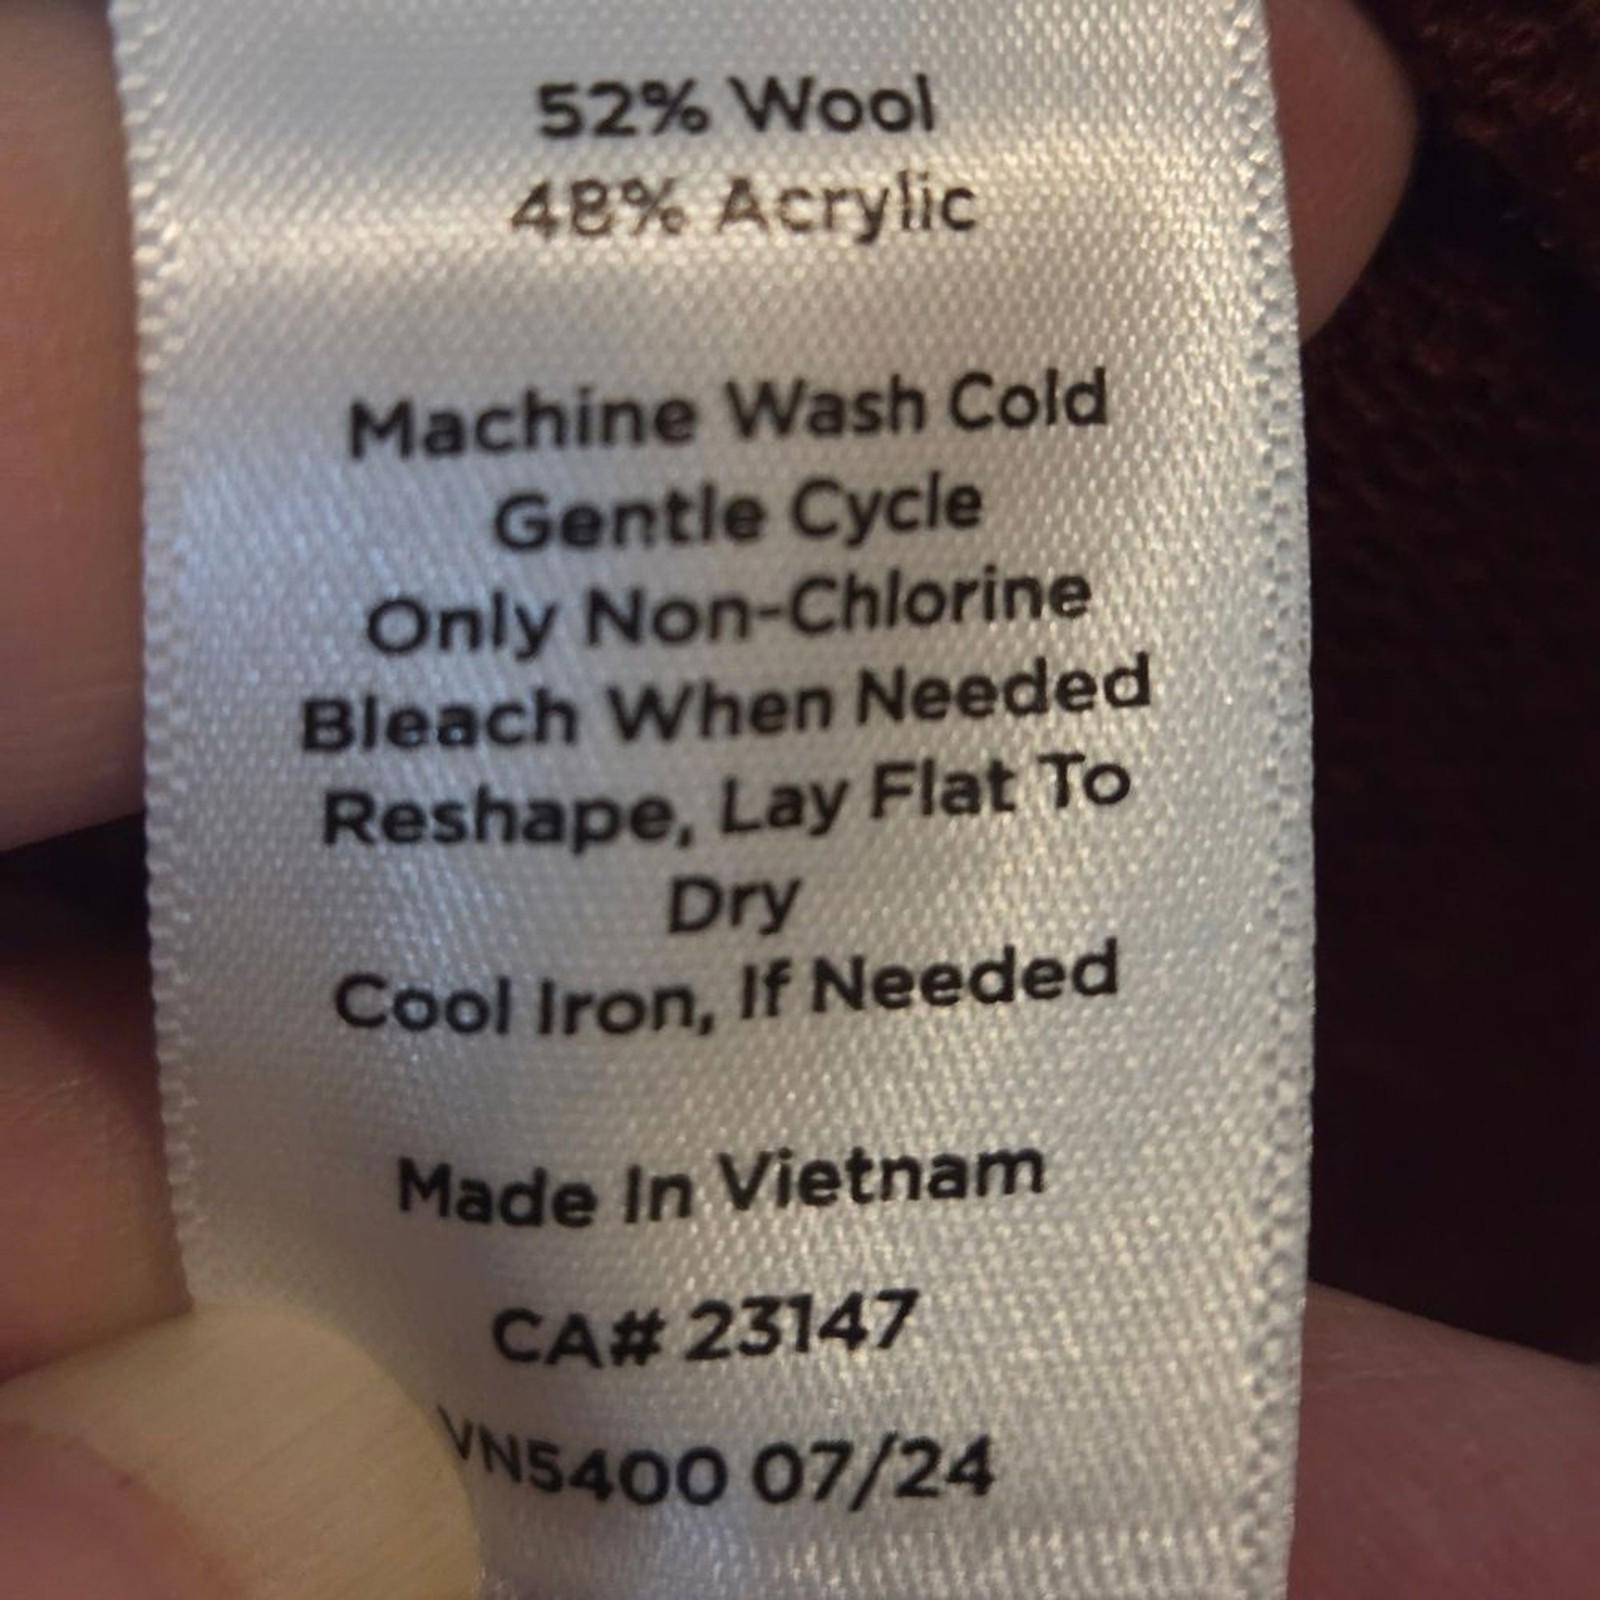 52% Wool
48% Acrylic
Machine Wash Cold
Gentle Cycle
Only Non-Chlorine
Bleach When Needed
Reshape, Lay Flat To
Dry
Cool Iron, If Needed
Made In Vietnam
CA# 23147
VN5400 07/24